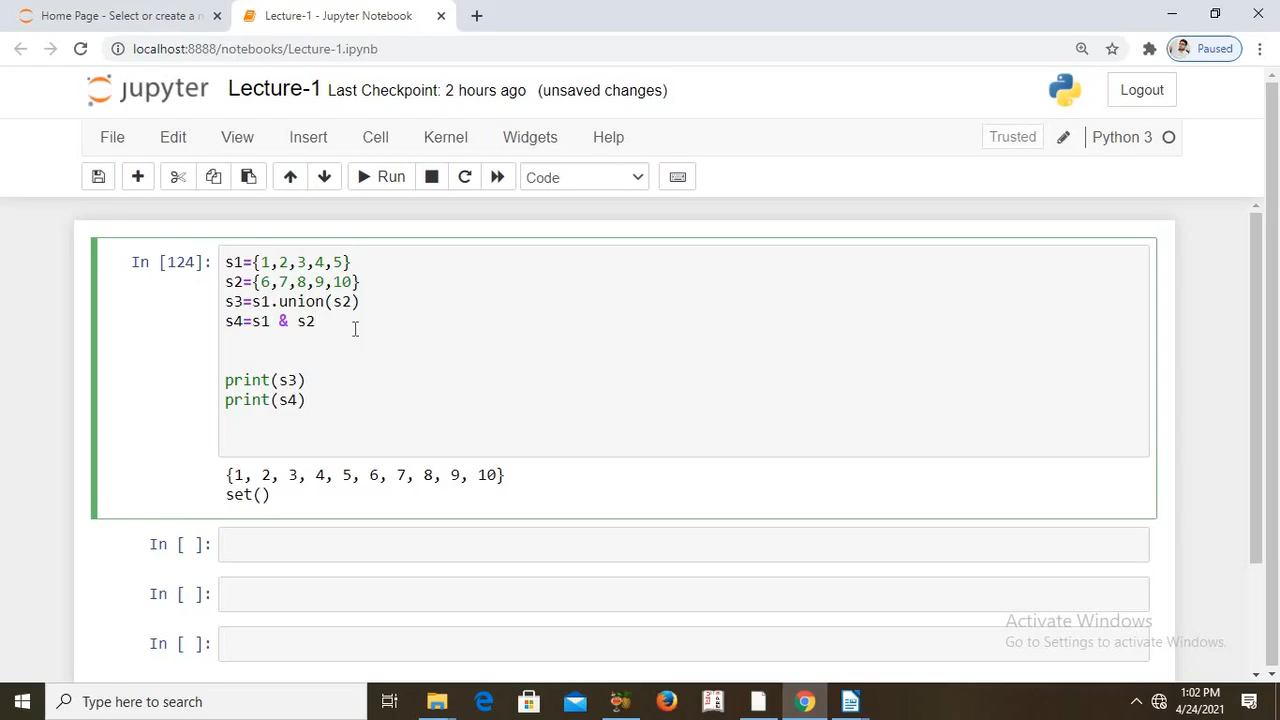 Home Page - Select or create a n
Lecture-1 - Jupyter Notebook
localhost:8888/notebooks/Lecture-1.ipynb
Paused
jupyter Lecture-1 Last Checkpoint: 2 hours ago (unsaved changes)
Logout
File Edit View Insert Cell Kernel Widgets Help
Trusted
Python 3
Run
Code
In [124]:
s1={1,2,3,4,5}
s2={6,7,8,9,10}
s3=s1.union(s2)
s4=s1 & s2
print(s3)
print(s4)
{1, 2, 3, 4, 5, 6, 7, 8, 9, 10}
set()
In [ ]:
In [ ]:
In [ ]:
Activate Windows
Go to Settings to activate Windows.
Type here to search
1:02 PM
4/24/2021